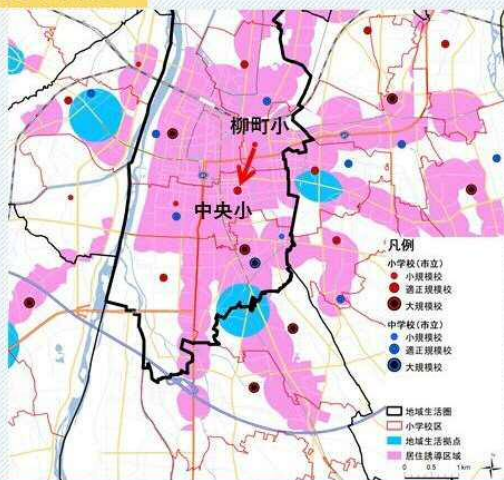 柳町小
中央小
凡例
小学校(市立)
小規模校
適正規模校
大規模校
中学校(市立)
小規模校
適正規模校
大規模校
地域生活圏
小学校区
地域生活拠点
居住誘導区域
0 0.5 1km